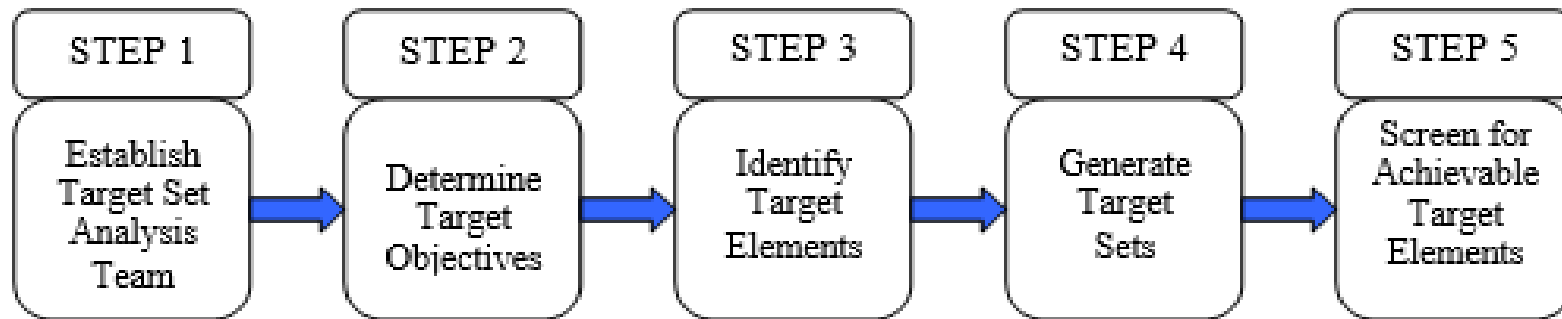 STEP 1
Establish
Target Set
Analysis
Team
STEP 2
Determine
Target
Objectives
STEP 3
Identify
Target
Elements
STEP 4
Generate
Target
Sets
STEP 5
Screen for
Achievable
Target
Elements